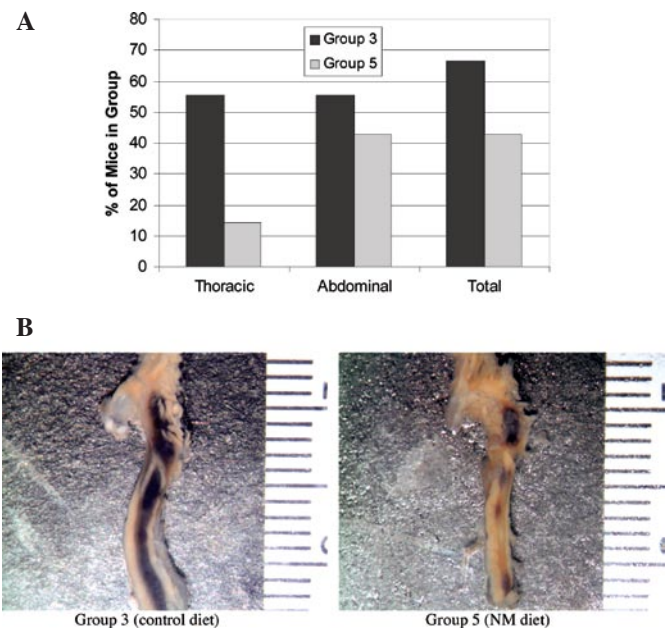 A
80
70
60
50
40
30
20
10
0
% of Mice in Group
Group 3
Group 5
Thoracic
Abdominal
Total
B
Group 3 (control diet)
Group 5 (NM diet)